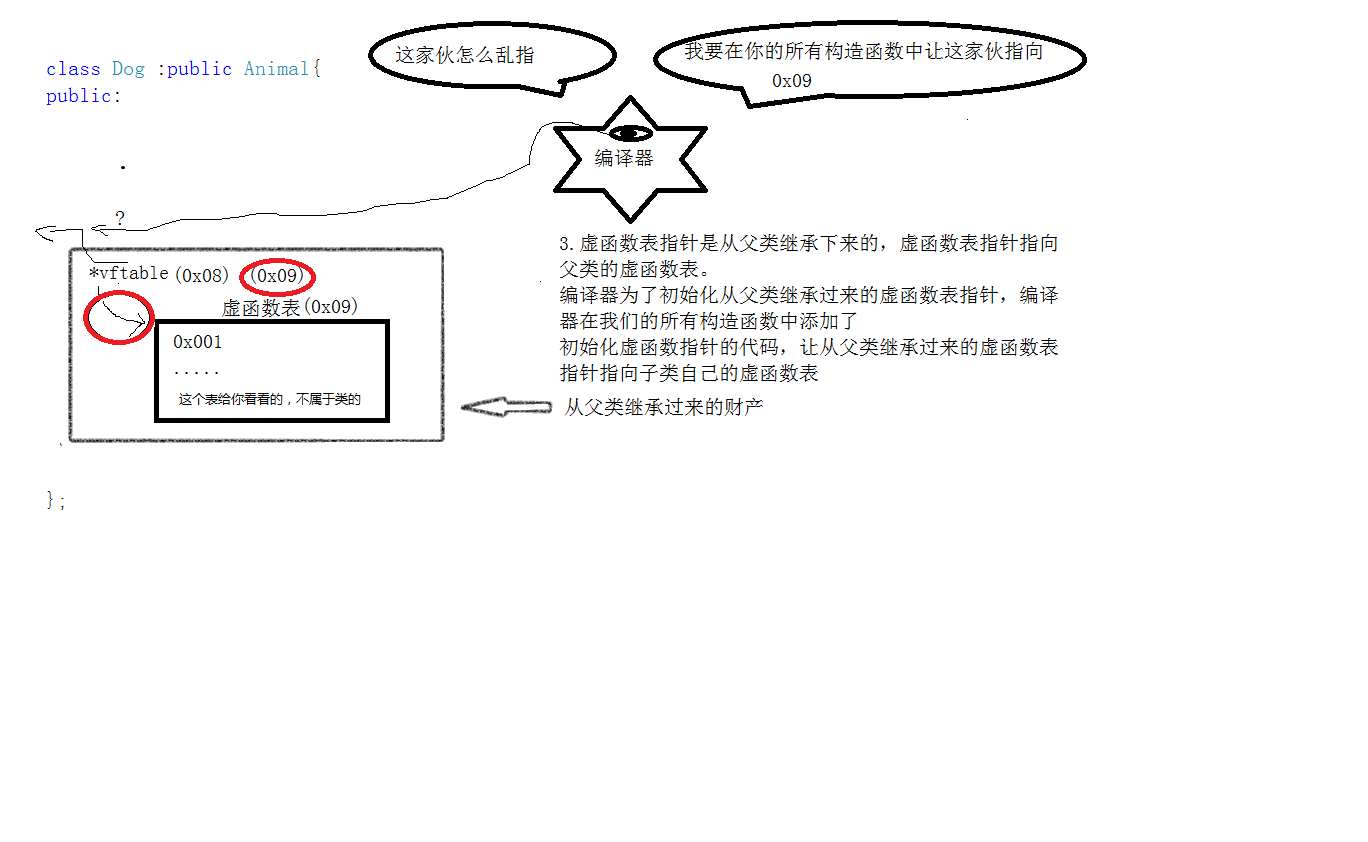 这家伙怎么乱指
我要在你的所有构造函数中让这家伙指向
0x09
class Dog :public Animal{
public:
编译器
?
*vftable (0x08) (0x09)
虚函数表(0x09)
0x001
.....
这个表给你看看的，不属于类的
3.虚函数表指针是从父类继承下来的，虚函数表指针指向
父类的虚函数表。
编译器为了初始化从父类继承过来的虚函数表指针，编译
器在我们的所有构造函数中添加了
初始化虚函数指针的代码，让从父类继承过来的虚函数表
指针指向子类自己的虚函数表
从父类继承过来的财产
};